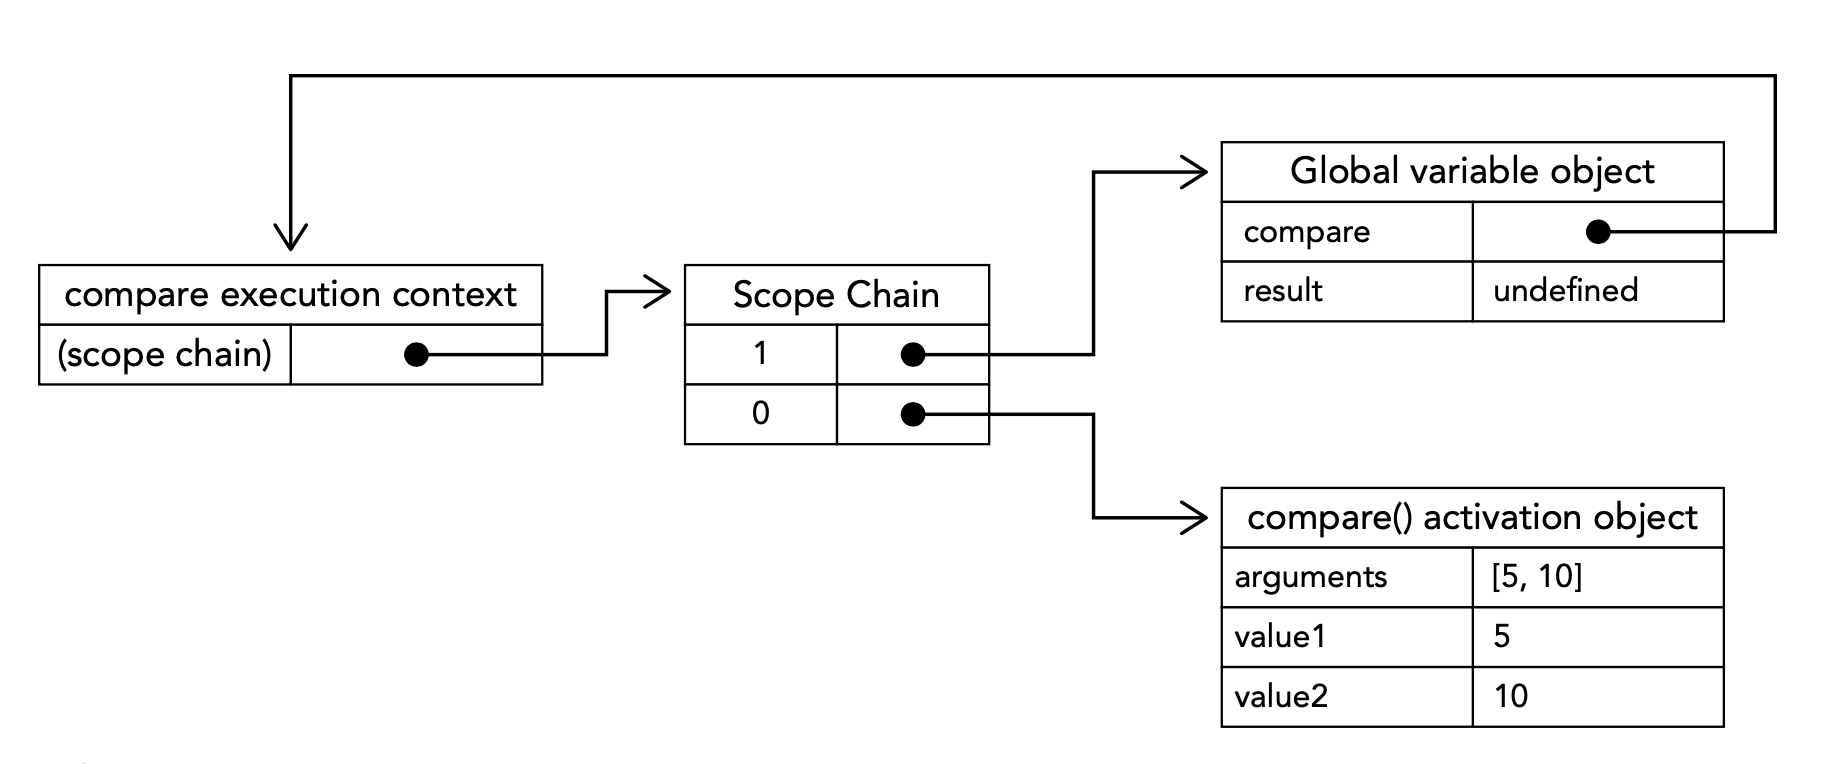 compare execution context
(scope chain)
Scope Chain
1
0
Global variable object
compare
result undefined
compare() activation object
arguments [5, 10]
value1 5
value2 10